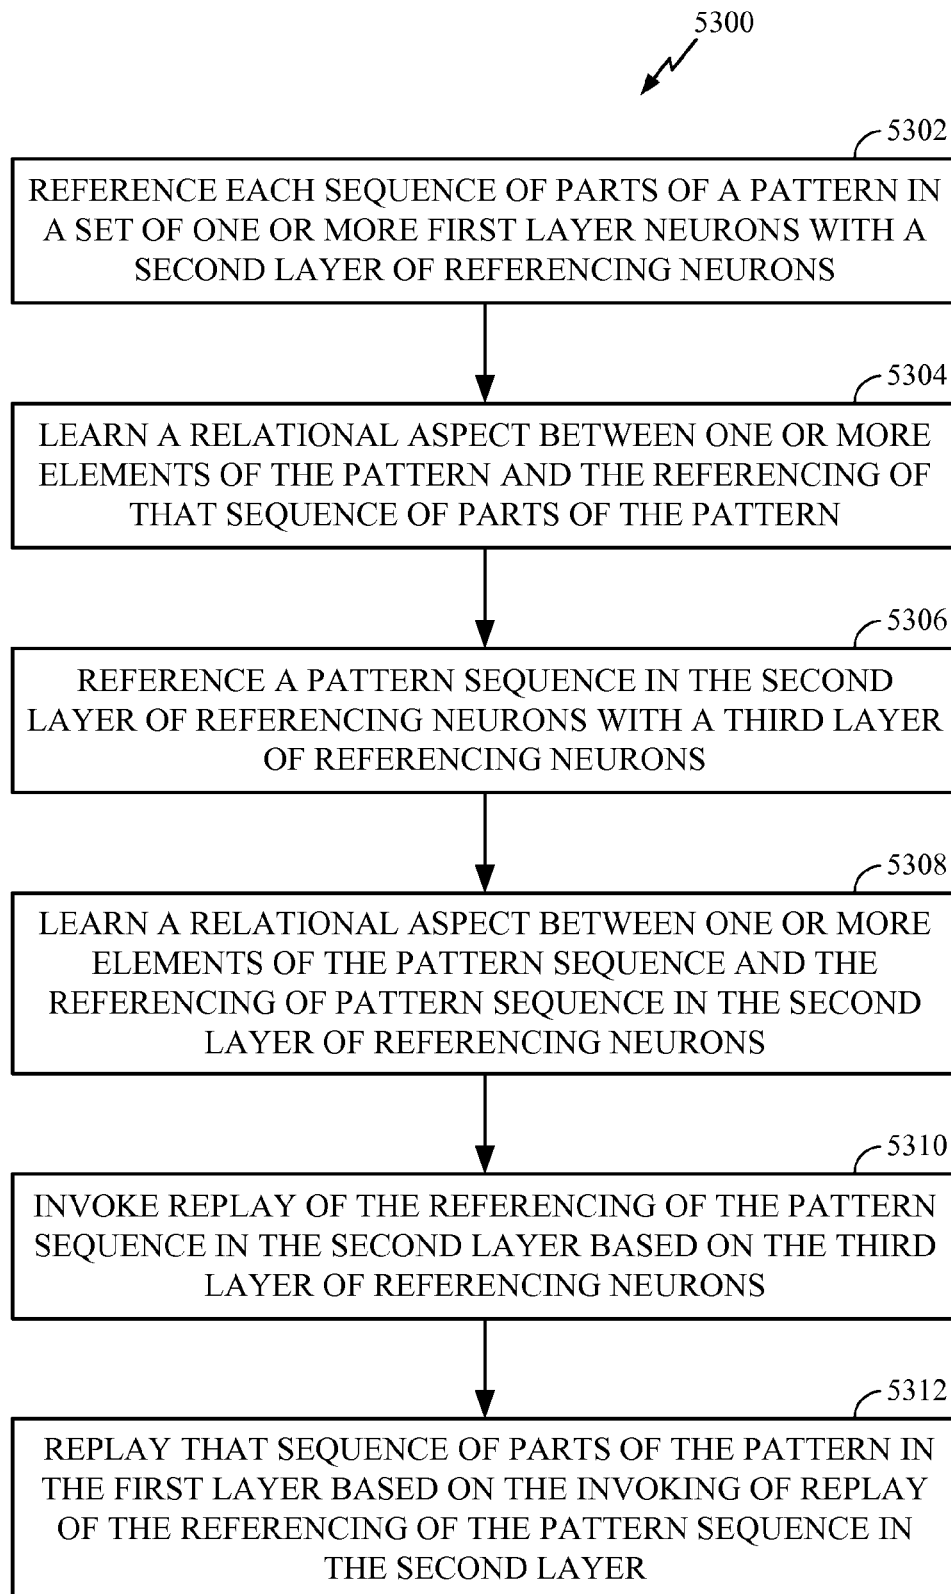 5300
5302
REFERENCE EACH SEQUENCE OF PARTS OF A PATTERN IN
A SET OF ONE OR MORE FIRST LAYER NEURONS WITH A
SECOND LAYER OF REFERENCING NEURONS
5304
LEARN A RELATIONAL ASPECT BETWEEN ONE OR MORE
ELEMENTS OF THE PATTERN AND THE REFERENCING OF
THAT SEQUENCE OF PARTS OF THE PATTERN
5306
REFERENCE A PATTERN SEQUENCE IN THE SECOND
LAYER OF REFERENCING NEURONS WITH A THIRD LAYER
OF REFERENCING NEURONS
5308
LEARN A RELATIONAL ASPECT BETWEEN ONE OR MORE
ELEMENTS OF THE PATTERN SEQUENCE AND THE
REFERENCING OF PATTERN SEQUENCE IN THE SECOND
LAYER OF REFERENCING NEURONS
5310
INVOKE REPLAY OF THE REFERENCING OF THE PATTERN
SEQUENCE IN THE SECOND LAYER BASED ON THE THIRD
LAYER OF REFERENCING NEURONS
5312
REPLAY THAT SEQUENCE OF PARTS OF THE PATTERN IN
THE FIRST LAYER BASED ON THE INVOKING OF REPLAY
OF THE REFERENCING OF THE PATTERN SEQUENCE IN
THE SECOND LAYER